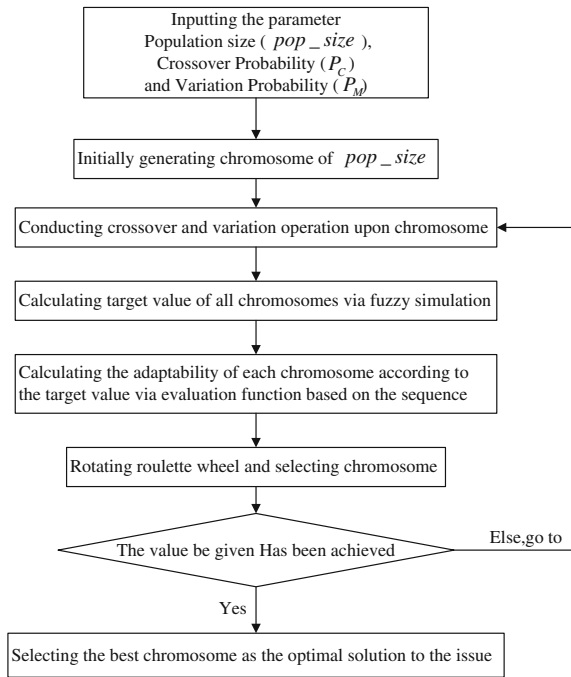 Inputting the parameter
Population size ( pop _ size ),
Crossover Probability (P_C)
and Variation Probability (P_M)
Initially generating chromosome of pop _ size
Conducting crossover and variation operation upon chromosome
Calculating target value of all chromosomes via fuzzy simulation
Calculating the adaptability of each chromosome according to
the target value via evaluation function based on the sequence
Rotating roulette wheel and selecting chromosome
The value be given Has been achieved
Else,go to
Yes
Selecting the best chromosome as the optimal solution to the issue